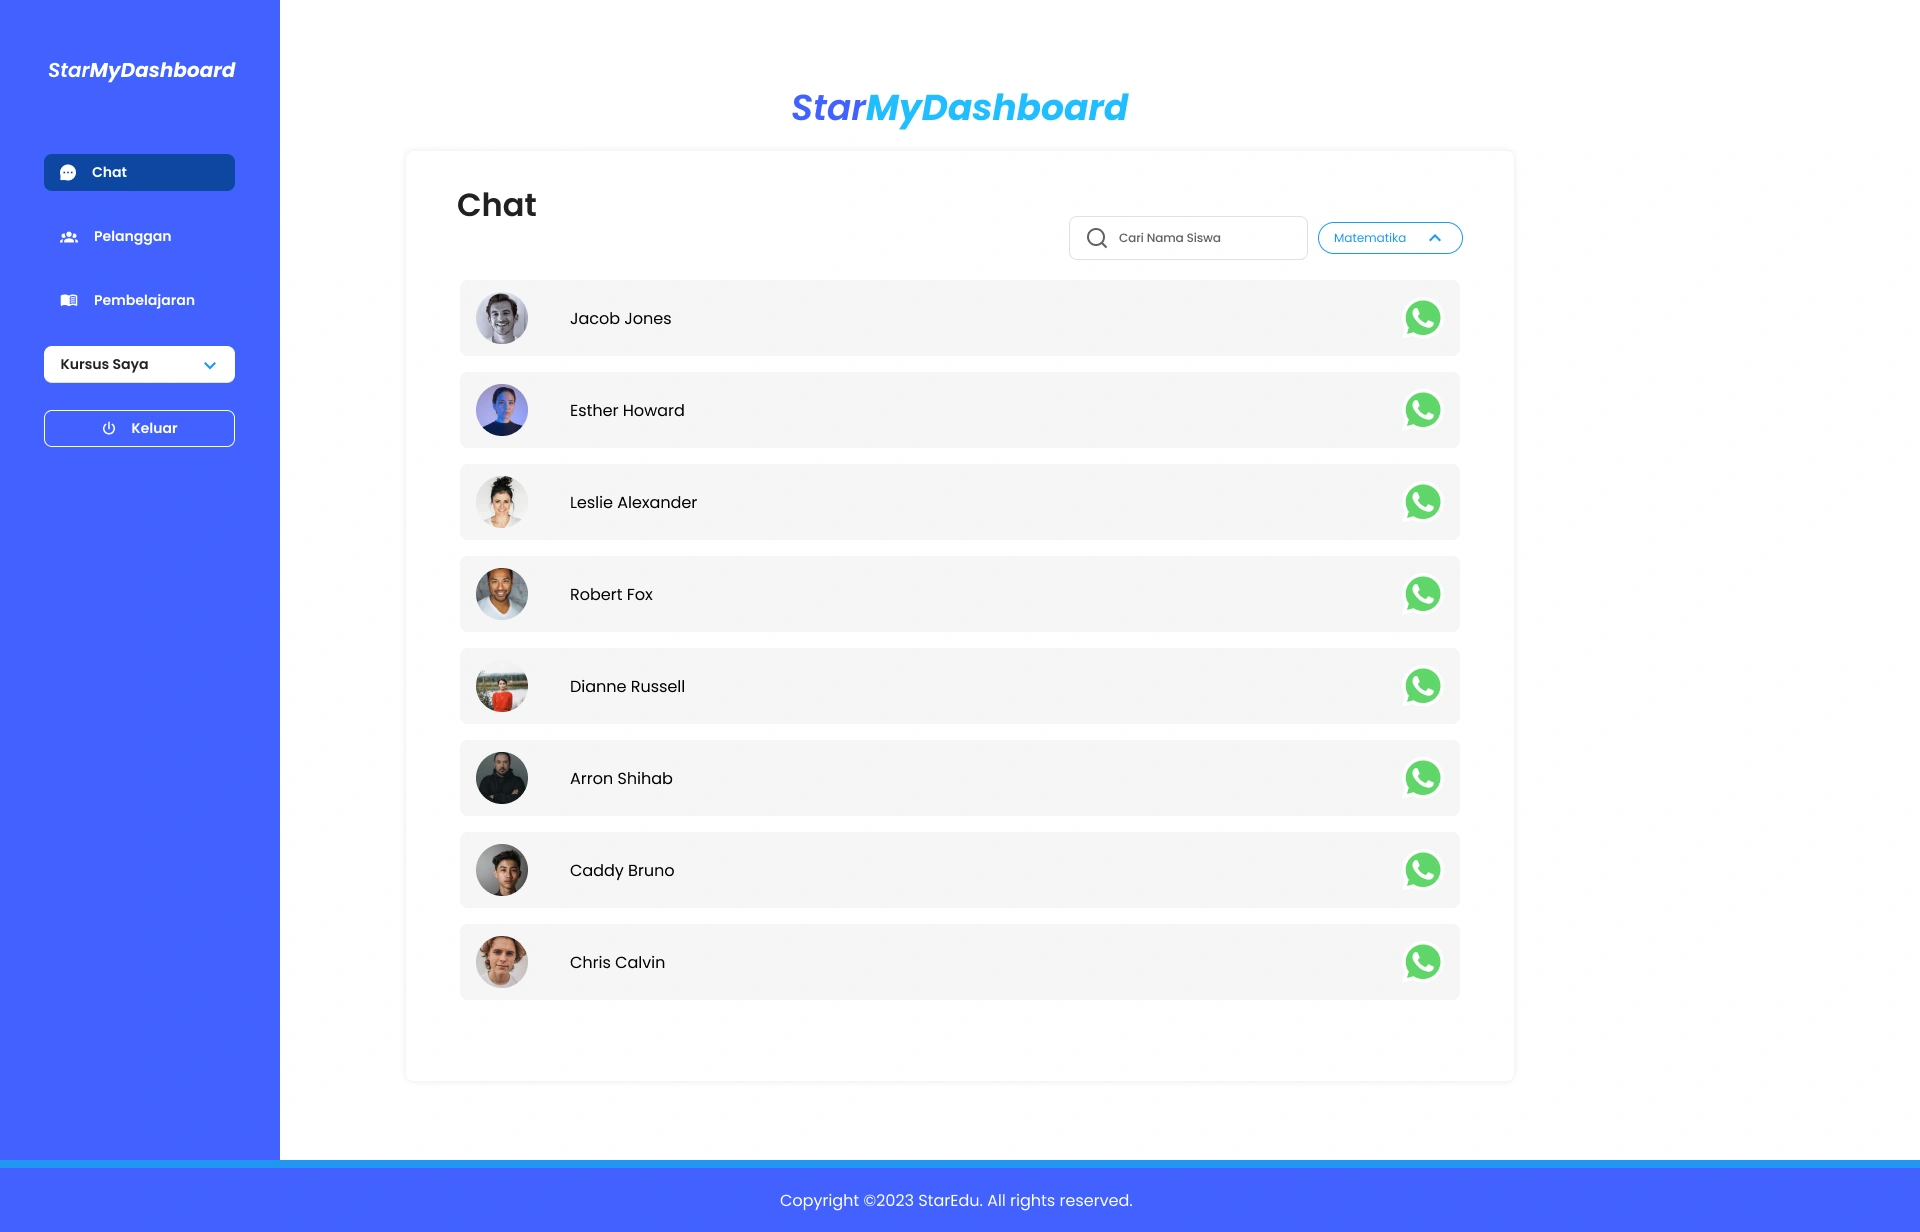 StarMyDashboard
Chat
Pelanggan
Pembelajaran
Kursus Saya
Keluar
StarMyDashboard
Chat
Cari Nama Siswa
Matematika
Jacob Jones
Esther Howard
Leslie Alexander
Robert Fox
Dianne Russell
Arron Shihab
Caddy Bruno
Chris Calvin
Copyright ©2023 StarEdu. All rights reserved.